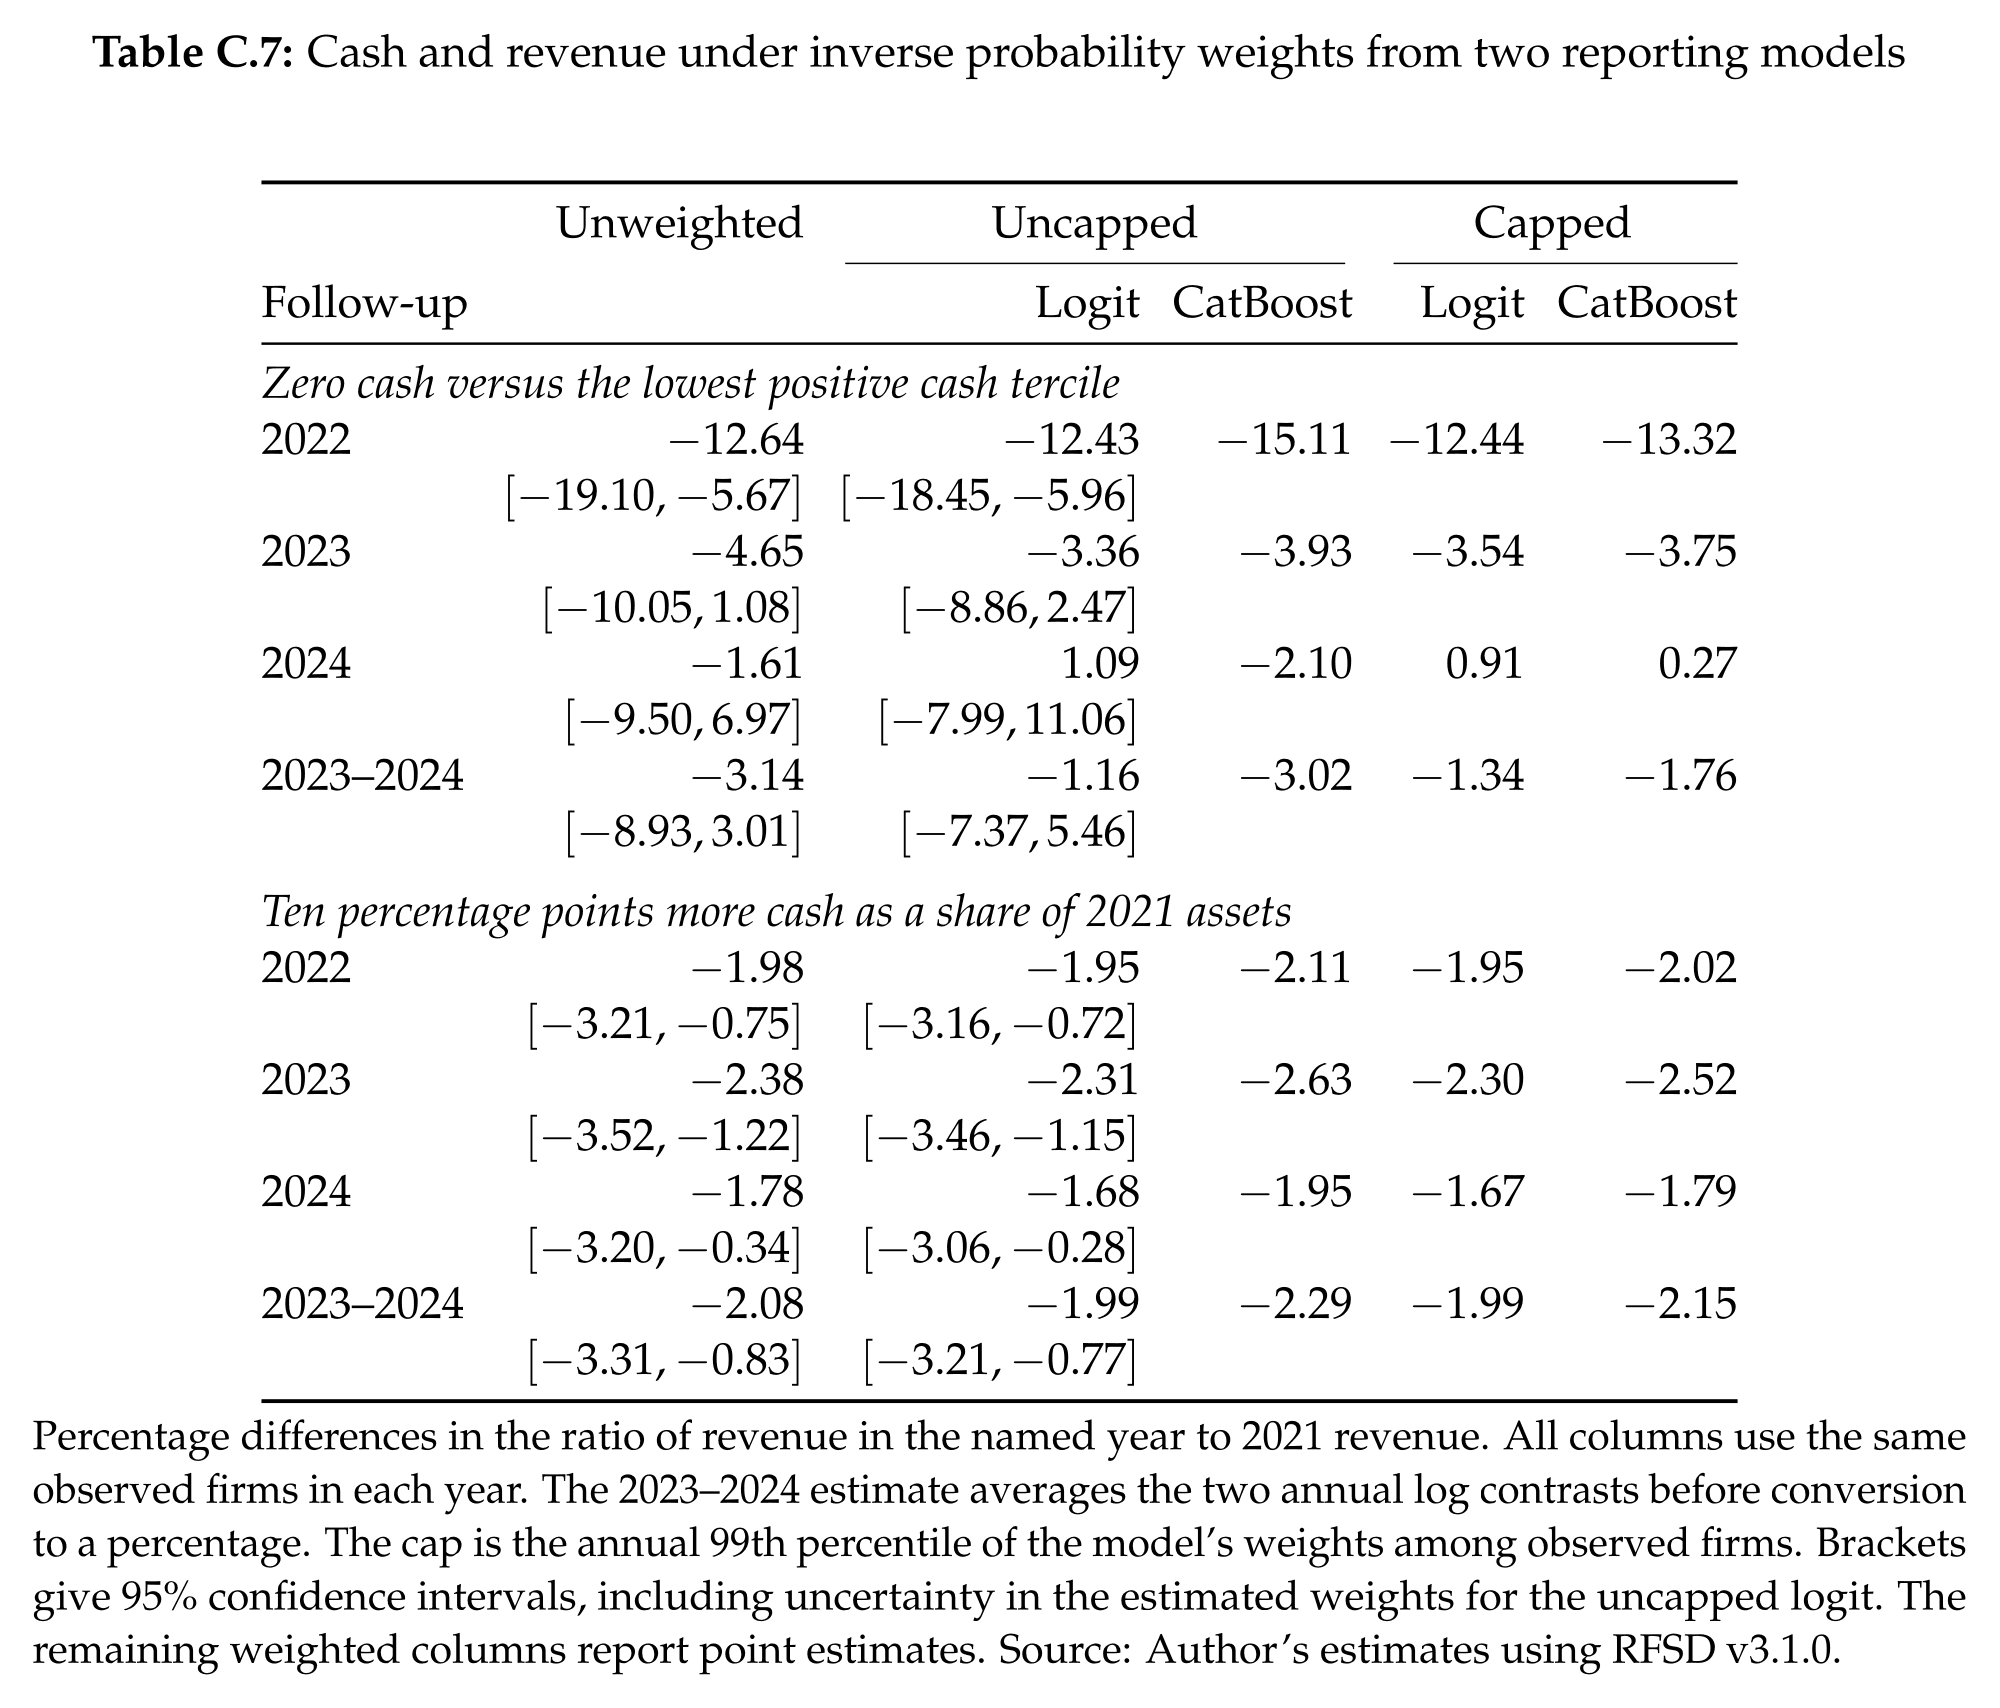 Table C.7: Cash and revenue under inverse probability weights from two reporting models
Unweighted Uncapped Capped
Follow-up Logit CatBoost Logit CatBoost
Zero cash versus the lowest positive cash tercile
2022 −12.64 −12.43 −15.11 −12.44 −13.32
[−19.10, −5.67] [−18.45, −5.96]
2023 −4.65 −3.36 −3.93 −3.54 −3.75
[−10.05, 1.08] [−8.86, 2.47]
2024 −1.61 1.09 −2.10 0.91 0.27
[−9.50, 6.97] [−7.99, 11.06]
2023–2024 −3.14 −1.16 −3.02 −1.34 −1.76
[−8.93, 3.01] [−7.37, 5.46]
Ten percentage points more cash as a share of 2021 assets
2022 −1.98 −1.95 −2.11 −1.95 −2.02
[−3.21, −0.75] [−3.16, −0.72]
2023 −2.38 −2.31 −2.63 −2.30 −2.52
[−3.52, −1.22] [−3.46, −1.15]
2024 −1.78 −1.68 −1.95 −1.67 −1.79
[−3.20, −0.34] [−3.06, −0.28]
2023–2024 −2.08 −1.99 −2.29 −1.99 −2.15
[−3.31, −0.83] [−3.21, −0.77]
Percentage differences in the ratio of revenue in the named year to 2021 revenue. All columns use the same
observed firms in each year. The 2023–2024 estimate averages the two annual log contrasts before conversion
to a percentage. The cap is the annual 99th percentile of the model's weights among observed firms. Brackets
give 95% confidence intervals, including uncertainty in the estimated weights for the uncapped logit. The
remaining weighted columns report point estimates. Source: Author's estimates using RFSD v3.1.0.